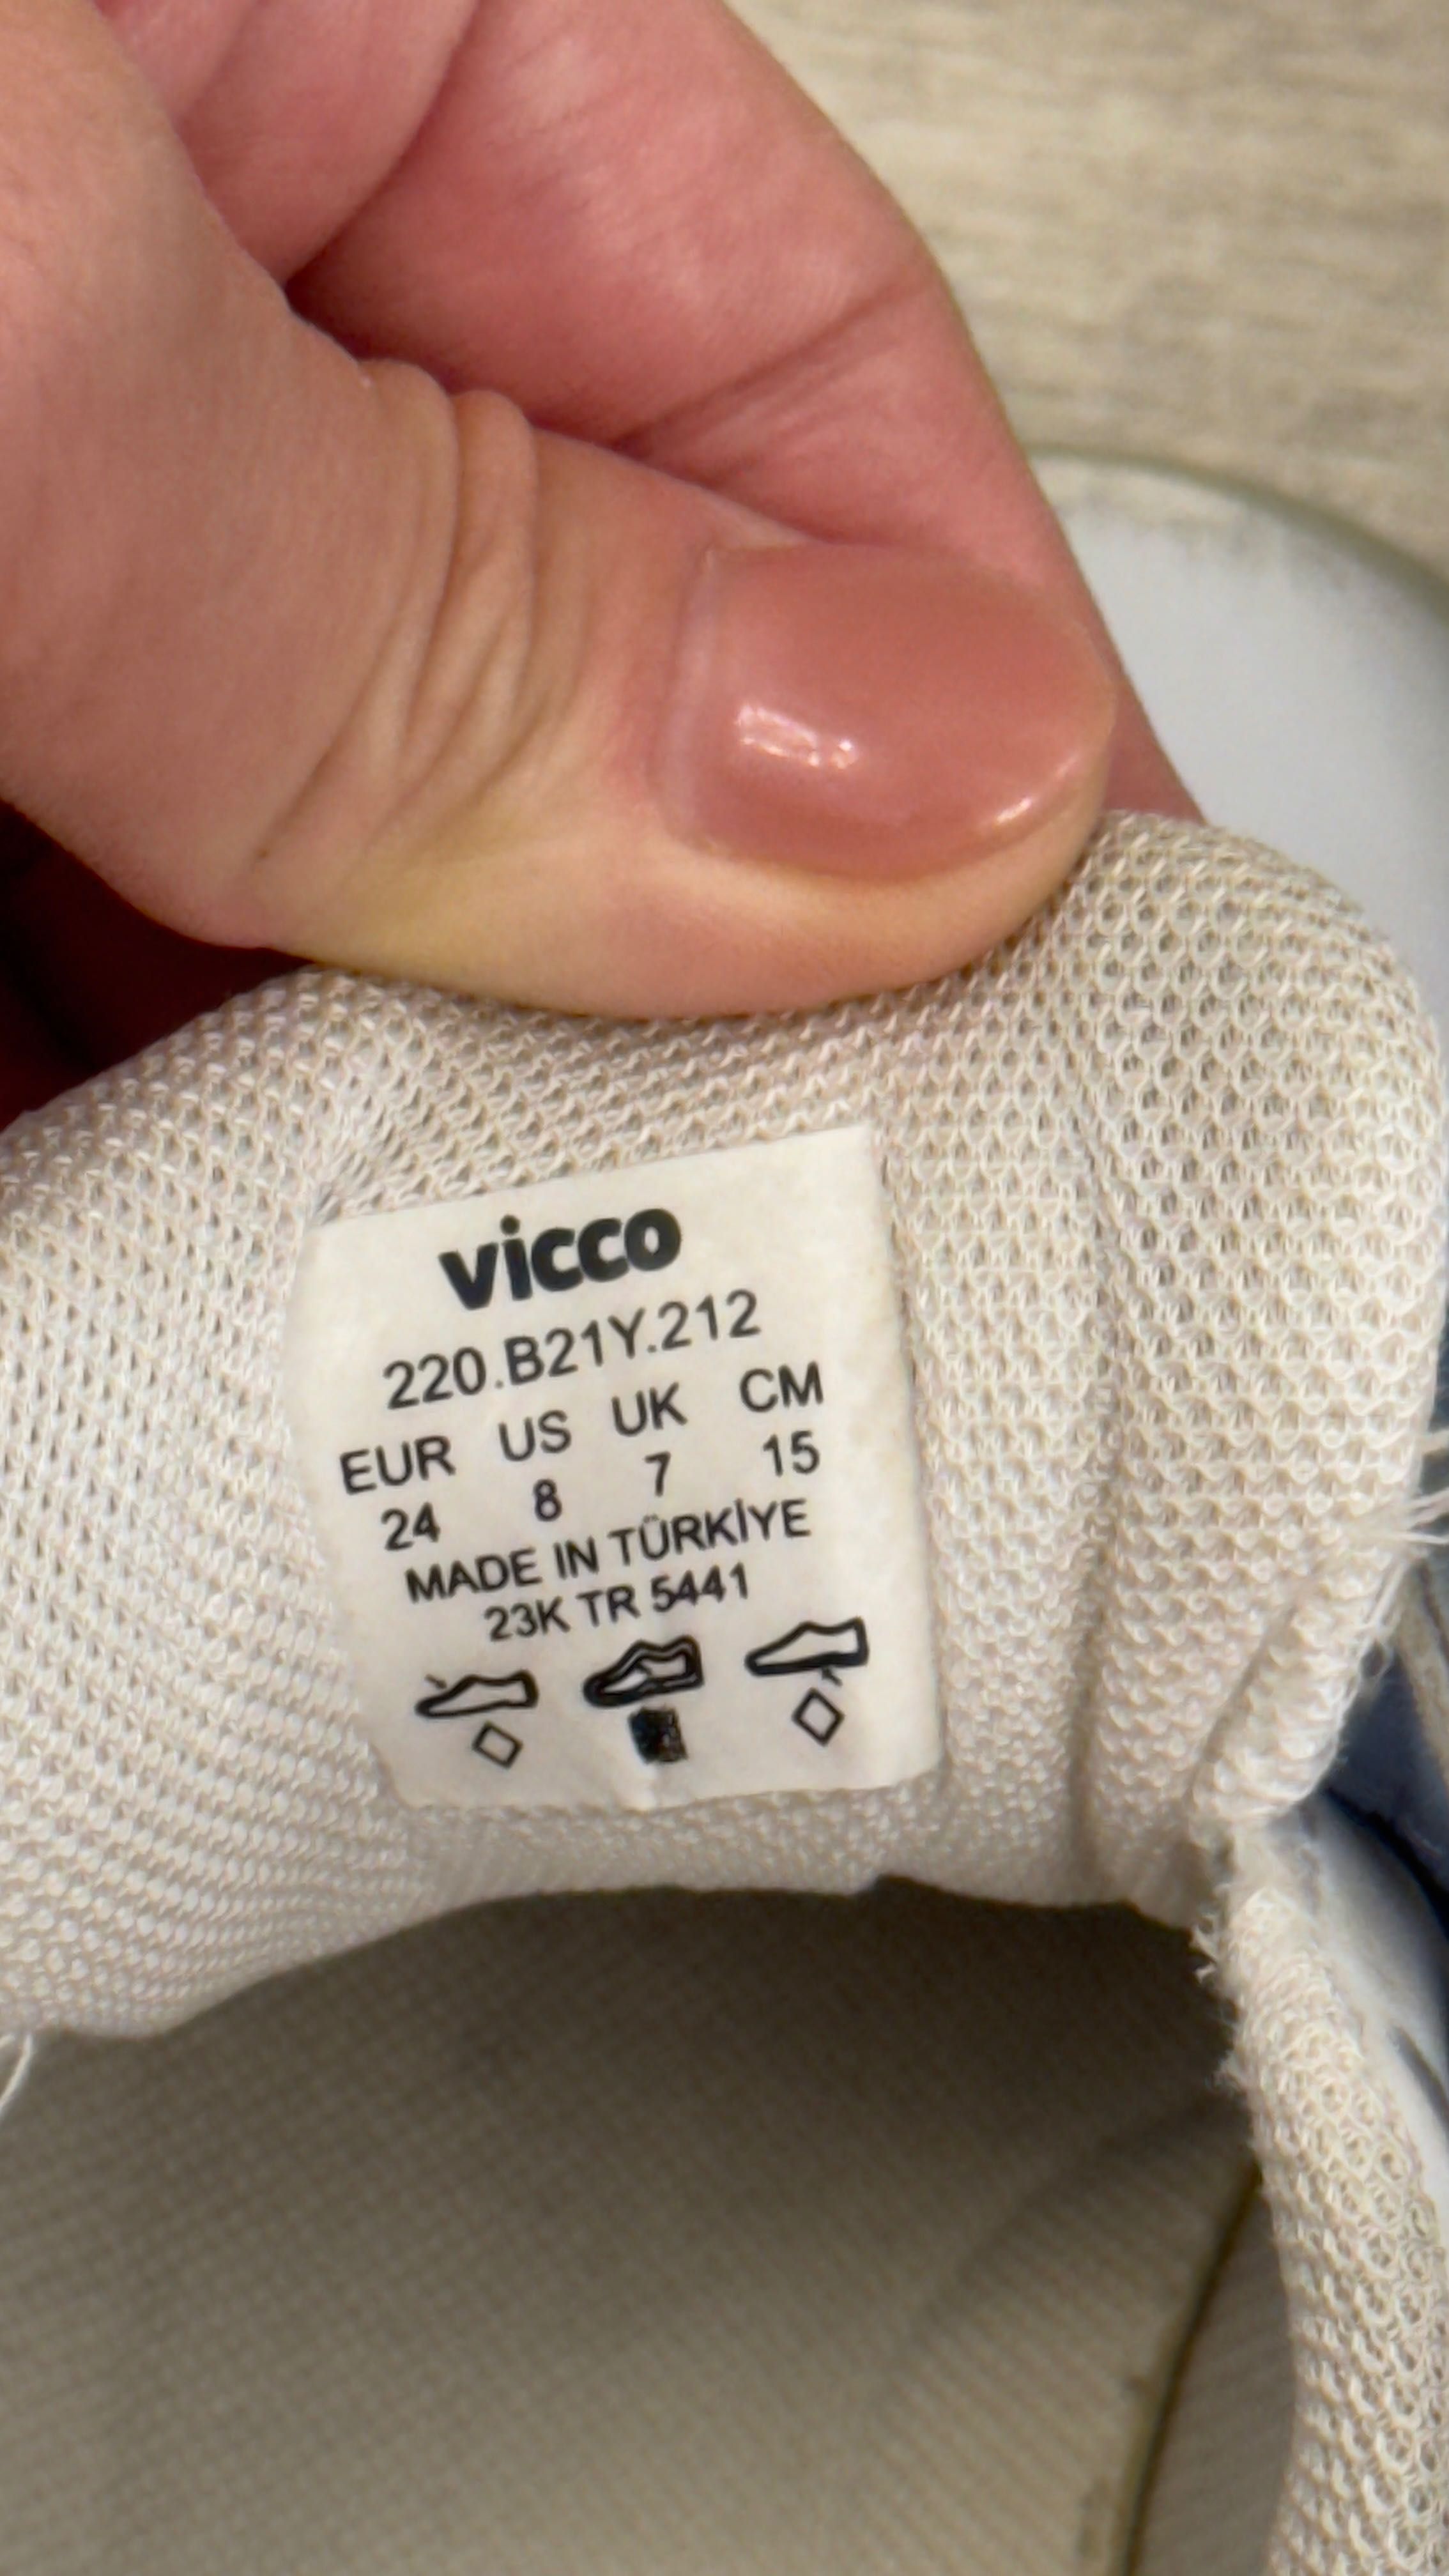 vicco
220.B21Y.212
EUR US UK CM
24 8 7 15
MADE IN TÜRKİYE
23K TR 5441